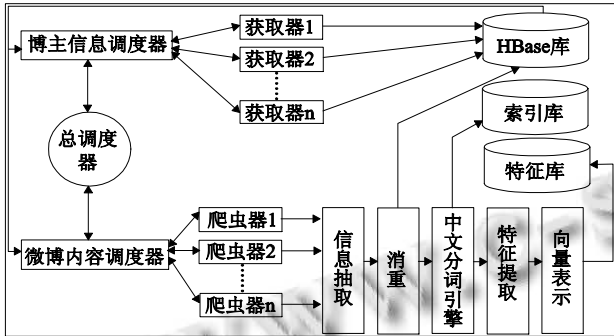 博主信息调度器
获取器1
获取器2
获取器n
HBase库
索引库
特征库
总调度
器
微博内容调度器
爬虫器1
爬虫器2
爬虫器n
信息抽取
消重
中文分词引擎
特征提取
向量表示